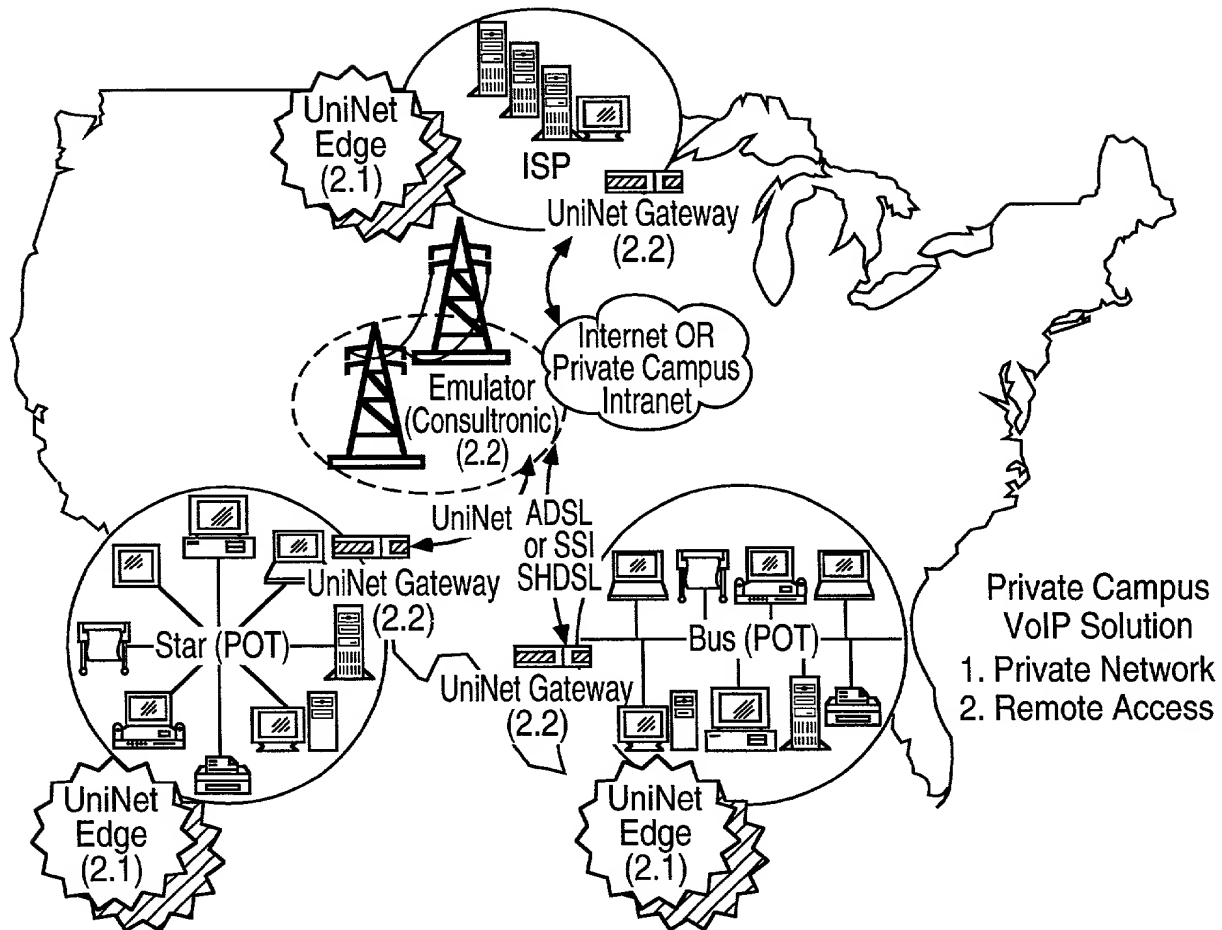 UniNet
Edge
(2.1)
ISP
UniNet Gateway
(2.2)
Internet OR
Private Campus
Intranet
Emulator
(Consultronic)
(2.2)
UniNet
ADSL
or SSI
SHDSL
UniNet Gateway
(2.2)
Star (POT)
UniNet Gateway
(2.2)
Bus (POT)
Private Campus
VoIP Solution
1. Private Network
2. Remote Access
UniNet
Edge
(2.1)
UniNet
Edge
(2.1)